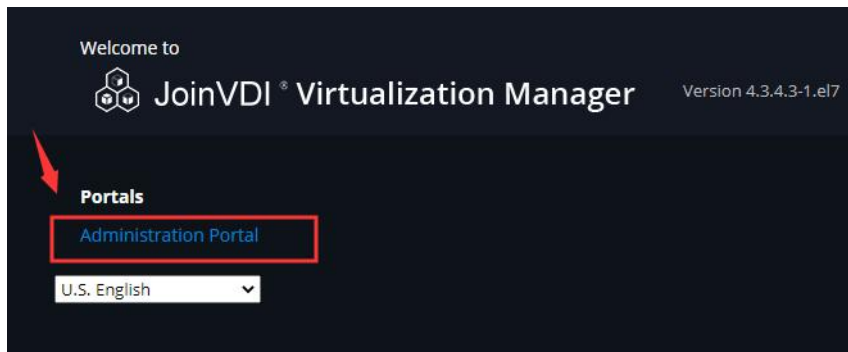 Welcome to
JoinVDI ® Virtualization Manager Version 4.3.4.3-1.el7
Portals
Administration Portal
U.S. English